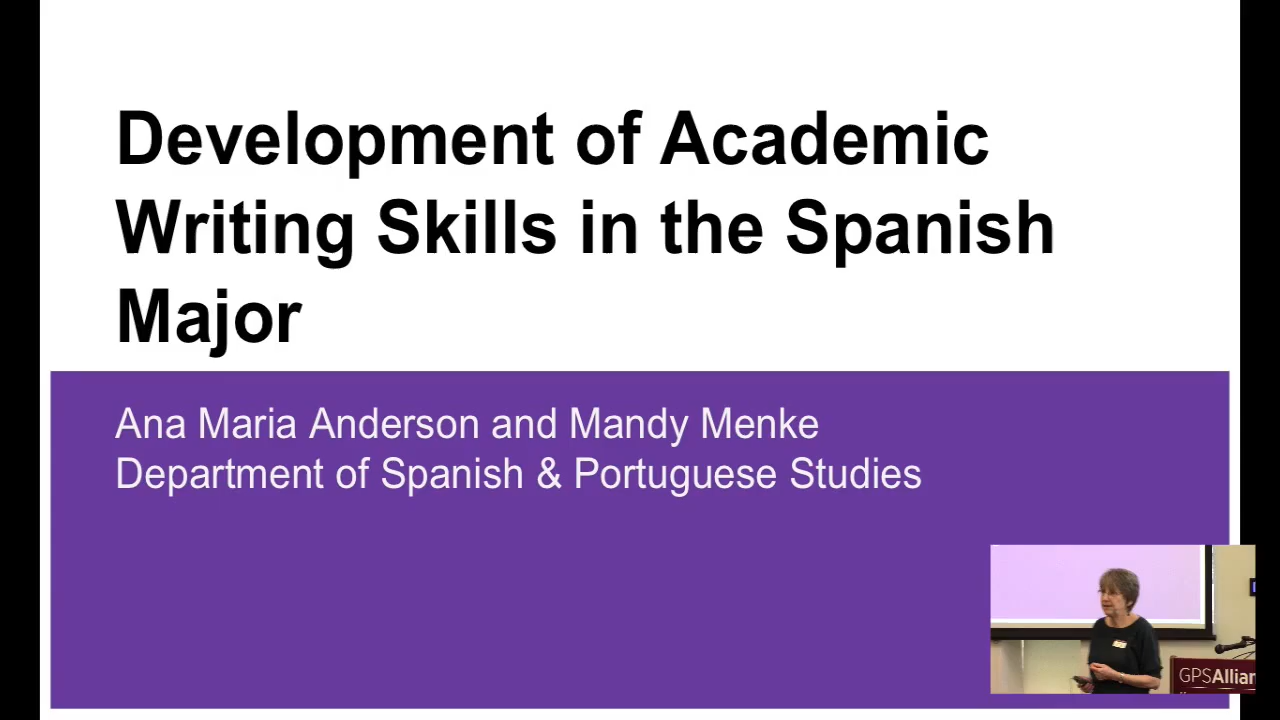 Development of Academic
Writing Skills in the Spanish
Major
Ana Maria Anderson and Mandy Menke
Department of Spanish & Portuguese Studies
GPSAllian